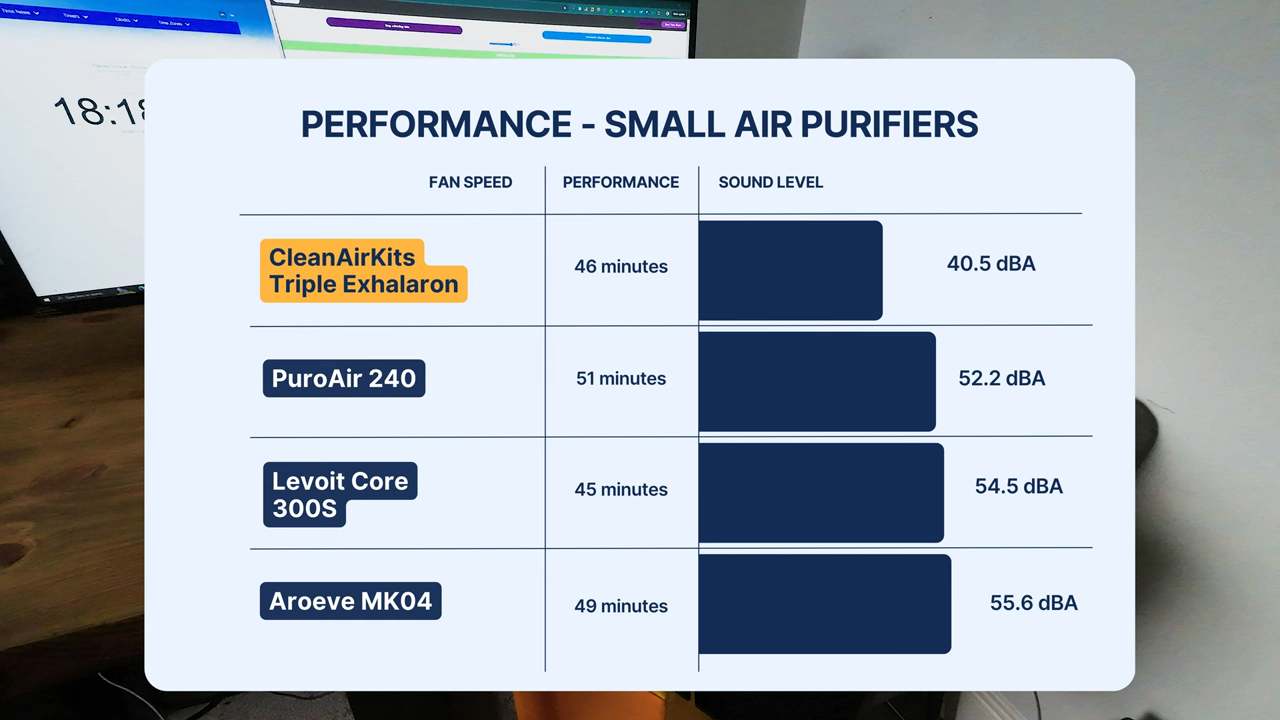 Timers
Clocks
Time Zones
18:18
PERFORMANCE - SMALL AIR PURIFIERS
FAN SPEED PERFORMANCE SOUND LEVEL
CleanAirKits
Triple Exhalaron
46 minutes
40.5 dBA
PuroAir 240
51 minutes
52.2 dBA
Levoit Core
300S
45 minutes
54.5 dBA
Aroeve MK04
49 minutes
55.6 dBA